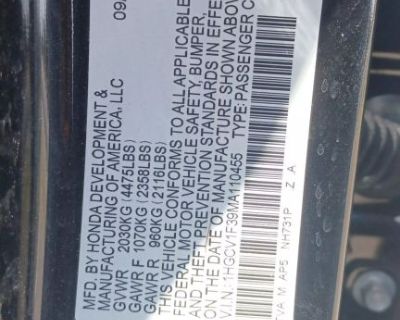 MFD. BY HONDA DEVELOPMENT &
MANUFACTURING OF AMERICA, LLC
09
GVWR 2030KG (4475LBS)
GAWR F 1070KG (2358LBS)
GAWR R 960KG (2116LBS)
THIS VEHICLE CONFORMS TO ALL APPLICABLE
FEDERAL MOTOR VEHICLE SAFETY, BUMPER,
AND THEFT PREVENTION STANDARDS IN EFFE
ON THE DATE OF MANUFACTURE SHOWN ABOV
V.I.N.: 1HGCV1F39MA110455 TYPE: PASSENGER C
TVA M AP5 NH731P Z A